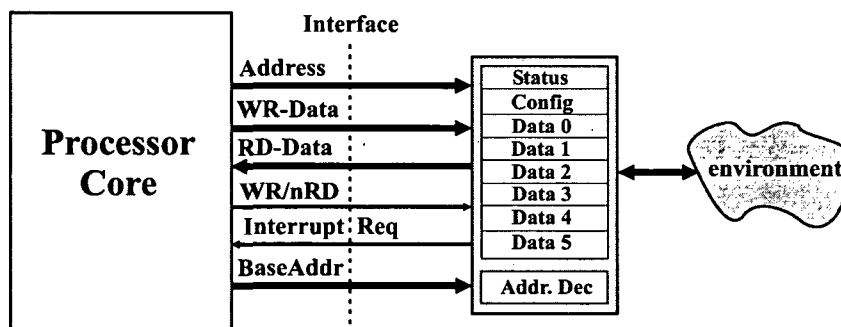 Interface
Address
WR-Data
RD-Data
WR/nRD
Interrupt Req
BaseAddr
Processor
Core
Status
Config
Data 0
Data 1
Data 2
Data 3
Data 4
Data 5
Addr. Dec
environment